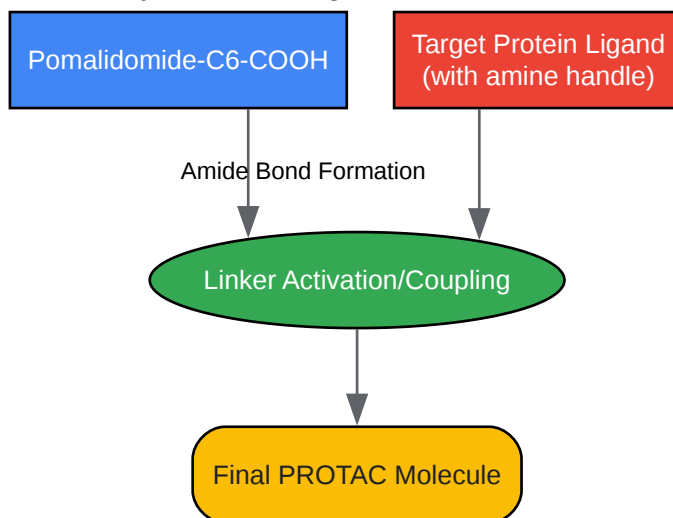 Pomalidomide-C6-COOH
Target Protein Ligand
(with amine handle)
Amide Bond Formation
Linker Activation/Coupling
Final PROTAC Molecule